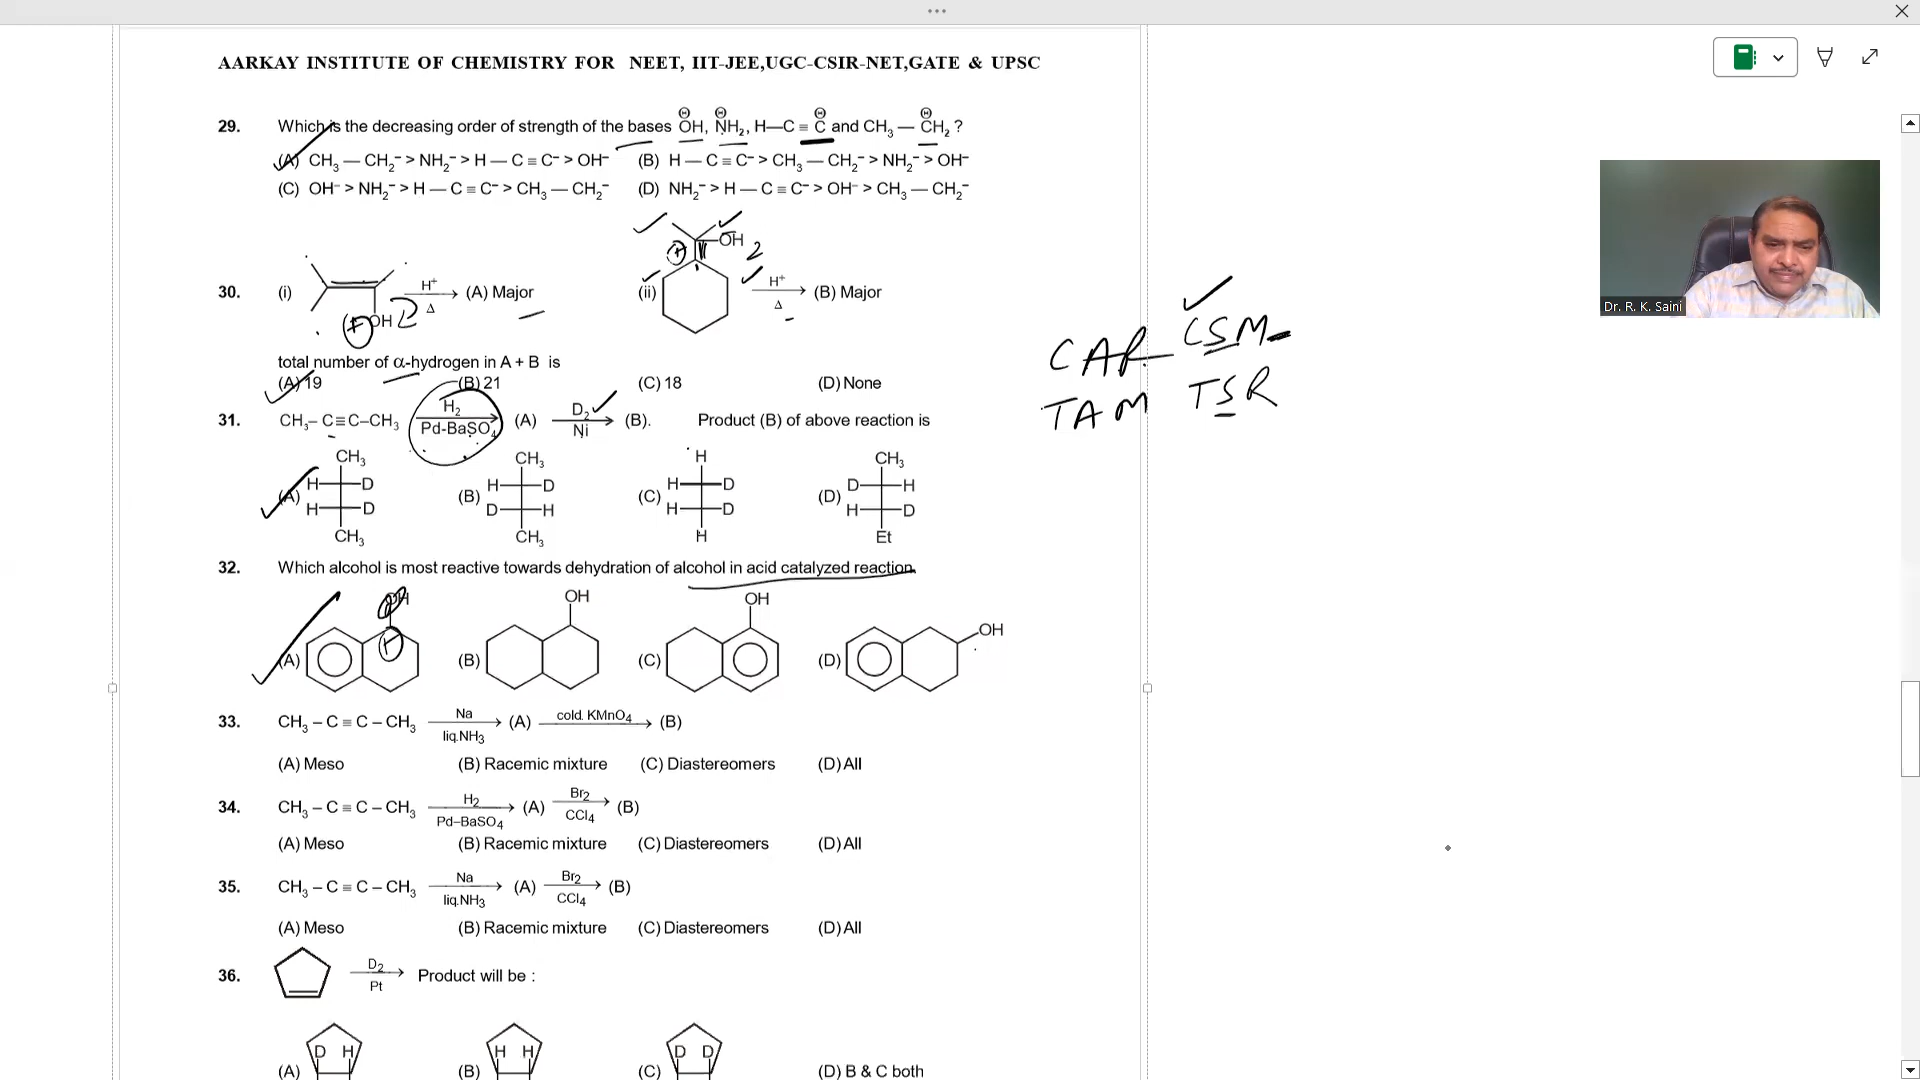 AARKAY INSTITUTE OF CHEMISTRY FOR NEET, IIT-JEE,UGC-CSIR-NET,GATE & UPSC
29. Which is the decreasing order of strength of the bases ⊖OH, ⊖NH2, H—C ≡ ⊖C and CH3 — ⊖CH2 ?
(A) CH3 — CH2⁻ > NH2⁻ > H — C ≡ C⁻ > OH⁻ (B) H — C ≡ C⁻ > CH3 — CH2⁻ > NH2⁻ > OH⁻
(C) OH⁻ > NH2⁻ > H — C ≡ C⁻ > CH3 — CH2⁻ (D) NH2⁻ > H — C ≡ C⁻ > OH⁻ > CH3 — CH2⁻
OH 2
30. (i) OH H⁺ Δ → (A) Major (ii) H⁺ Δ → (B) Major
total number of α-hydrogen in A + B is
(A) 19 (B) 21 (C) 18 (D) None
31. CH3– C≡C–CH3 H2 Pd-BaSO4 → (A) D2 Ni → (B). Product (B) of above reaction is
CH3 CH3 H CH3
(A) H D (B) H D (C) H D (D) D H
H D D H H D H D
CH3 CH3 H Et
32. Which alcohol is most reactive towards dehydration of alcohol in acid catalyzed reaction.
OH OH OH OH
(A) (B) (C) (D)
33. CH3 – C ≡ C – CH3 Na liq.NH3 → (A) cold. KMnO4 → (B)
(A) Meso (B) Racemic mixture (C) Diastereomers (D) All
34. CH3 – C ≡ C – CH3 H2 Pd–BaSO4 → (A) Br2 CCl4 → (B)
(A) Meso (B) Racemic mixture (C) Diastereomers (D) All
35. CH3 – C ≡ C – CH3 Na liq.NH3 → (A) Br2 CCl4 → (B)
(A) Meso (B) Racemic mixture (C) Diastereomers (D) All
36. D2 Pt → Product will be :
D H H H D D
(A) (B) (C) (D) B & C both
CAR CSM
TAM TSR
Dr. R. K. Saini